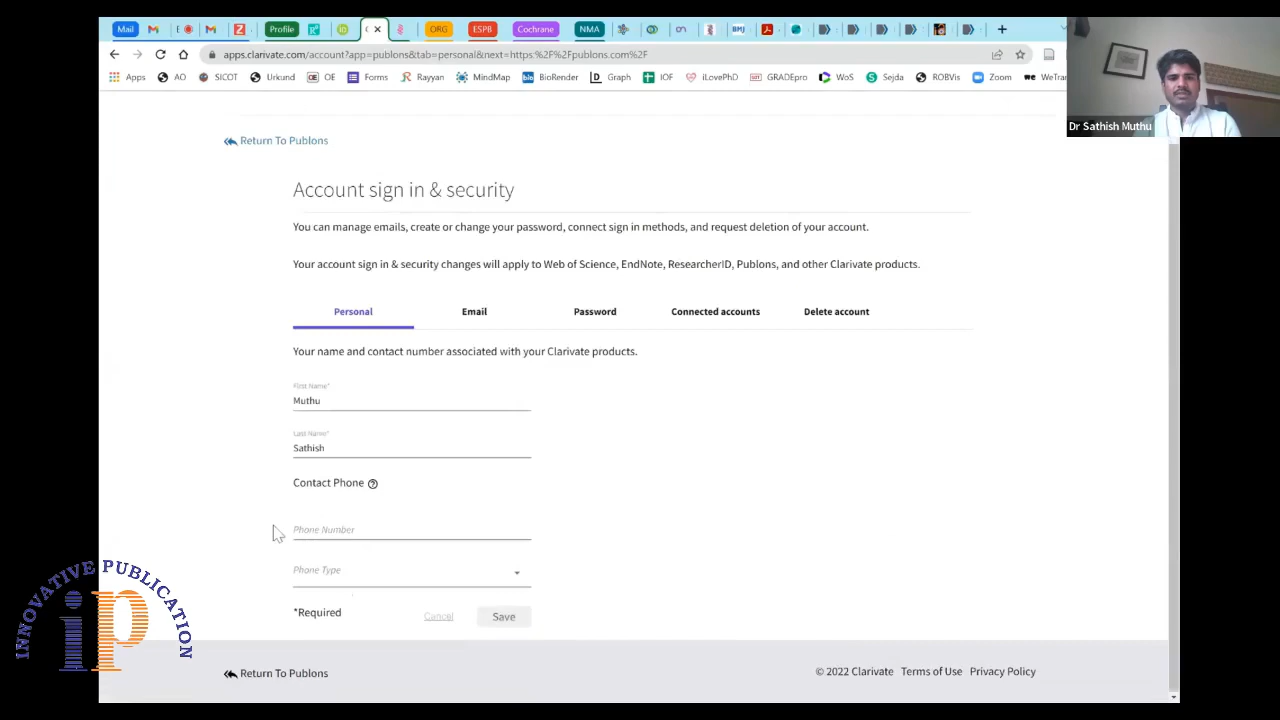 Mail
Profile
ORG
ESPB
Cochrane
NMA
BMJ
apps.clarivate.com/account?app=publons&tab=personal&next=https:%2F%2Fpublons.com%2F
Apps
AO
SICOT
Urkund
OE
Forms
Rayyan
MindMap
BioRender
Graph
IOF
iLovePhD
GRADEpro
WoS
Sejda
ROBVis
Zoom
WeTra
Dr Sathish Muthu
Return To Publons
Account sign in & security
You can manage emails, create or change your password, connect sign in methods, and request deletion of your account.
Your account sign in & security changes will apply to Web of Science, EndNote, ResearcherID, Publons, and other Clarivate products.
Personal
Email
Password
Connected accounts
Delete account
Your name and contact number associated with your Clarivate products.
First Name*
Muthu
Last Name*
Sathish
Contact Phone ?
Phone Number
Phone Type
*Required
Cancel
Save
INNOVATIVE PUBLICATION
ip
Return To Publons
© 2022 Clarivate Terms of Use Privacy Policy